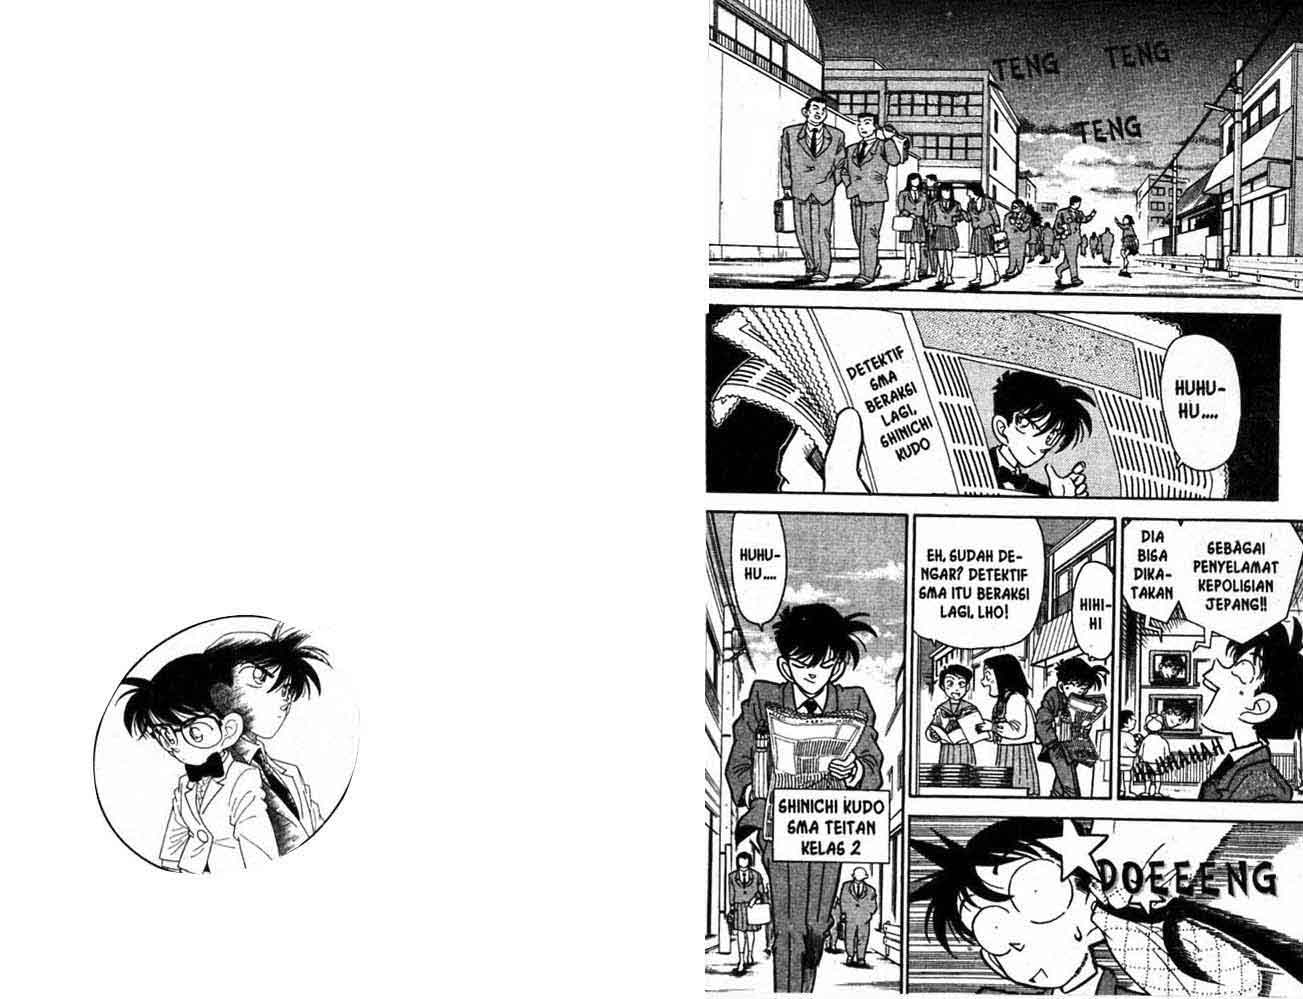 TENG
TENG
TENG
DETEKTIF
SMA
BERAKSI
LAGI,
SHINICHI
KUDO
HUHU-
HU....
HUHU-
HU....
SHINICHI KUDO
SMA TEITAN
KELAS 2
EH, SUDAH DE-
NGAR? DETEKTIF
SMA ITU BERAKSI
LAGI, LHO!
HIHI-
HI
DIA
BISA
DIKA-
TAKAN
SEBAGAI
PENYELAMAT
KEPOLISIAN
JEPANG!!
HAHHAHAH
DOEEENG